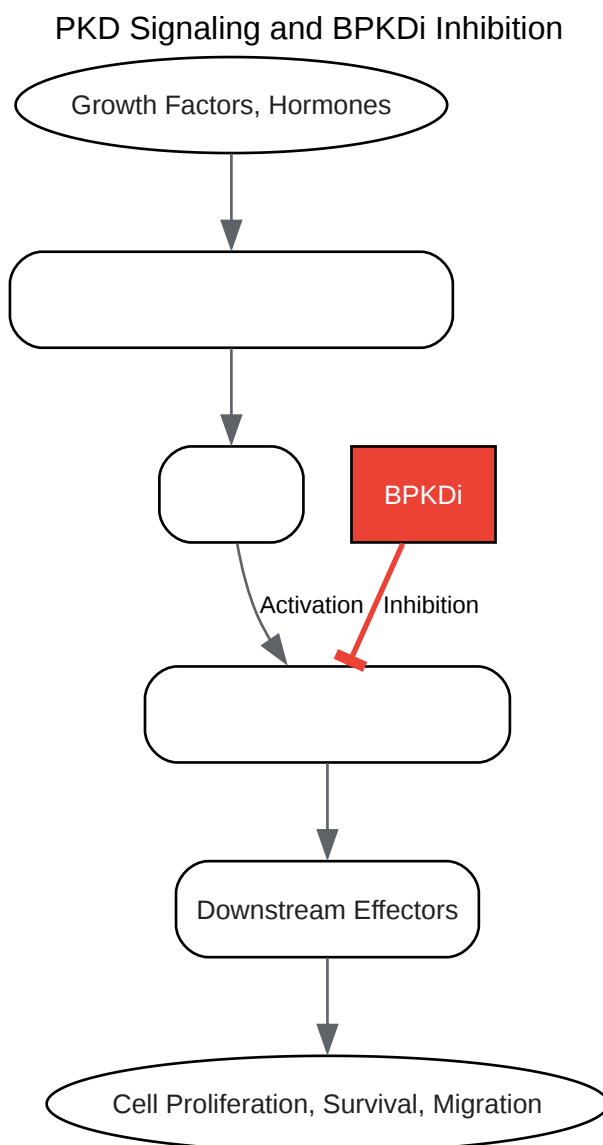 PKD Signaling and BPKDi Inhibition
Growth Factors, Hormones
BPKDi
Activation
Inhibition
Downstream Effectors
Cell Proliferation, Survival, Migration